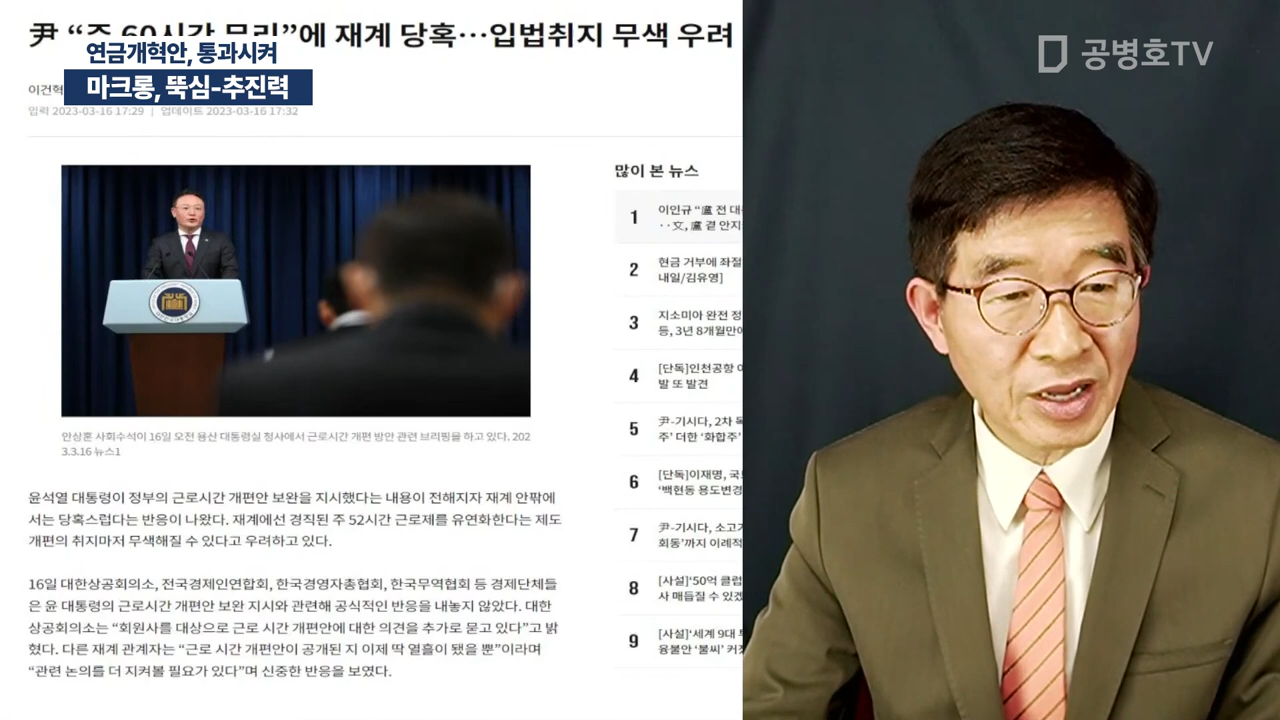 尹 “주 60시간 무리”에 재계 당혹…입법취지 무색 우려
연금개혁안, 통과시켜
마크롱, 뚝심-추진력
이건혁
입력 2023-03-16 17:29 | 업데이트 2023-03-16 17:32
공병호TV
안상훈 사회수석이 16일 오전 용산 대통령실 청사에서 근로시간 개편 방안 관련 브리핑을 하고 있다. 202
3.3.16 뉴스1
윤석열 대통령이 정부의 근로시간 개편안 보완을 지시했다는 내용이 전해지자 재계 안팎에
서는 당혹스럽다는 반응이 나왔다. 재계에선 경직된 주 52시간 근로제를 유연화한다는 제도
개편의 취지마저 무색해질 수 있다고 우려하고 있다.
16일 대한상공회의소, 전국경제인연합회, 한국경영자총협회, 한국무역협회 등 경제단체들
은 윤 대통령의 근로시간 개편안 보완 지시와 관련해 공식적인 반응을 내놓지 않았다. 대한
상공회의소는 “회원사를 대상으로 근로 시간 개편안에 대한 의견을 추가로 묻고 있다”고 밝
혔다. 다른 재계 관계자는 “근로 시간 개편안이 공개된 지 이제 딱 열흘이 됐을 뿐”이라며
“관련 논의를 더 지켜볼 필요가 있다”며 신중한 반응을 보였다.
많이 본 뉴스
1 이인규 “盧 전 대
‥文, 盧 곁 안지
2 현금 거부에 좌절
내일/김유영]
3 지소미아 완전 정
등, 3년 8개월만에
4 [단독]인천공항
발 또 발견
5 尹-기시다, 2차
주’ 더한 ‘화합주’
6 [단독]이재명, 국
‘백현동 용도변경
7 尹-기시다, 소고
회동’까지 이례적
8 [사설]‘50억 클럽
사 매듭질 수 있겠
9 [사설]‘세계 9대
융불안 ‘불씨’ 커